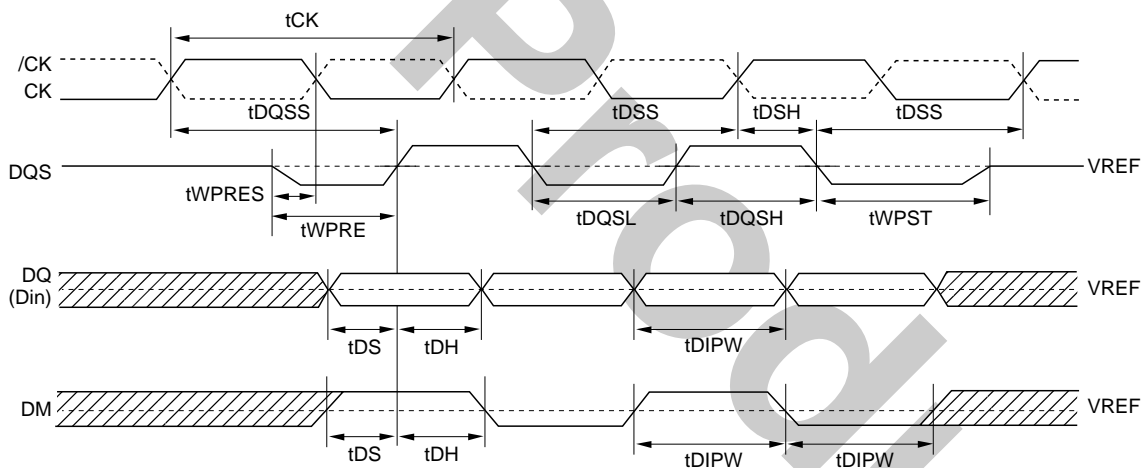 tCK
/CK
CK
tDQSS
tDSS
tDSH
tDSS
DQS
VREF
tWPRES
tDQSL
tDQSH
tWPST
tWPRE
DQ
(Din)
VREF
tDS
tDH
tDIPW
DM
VREF
tDS
tDH
tDIPW
tDIPW